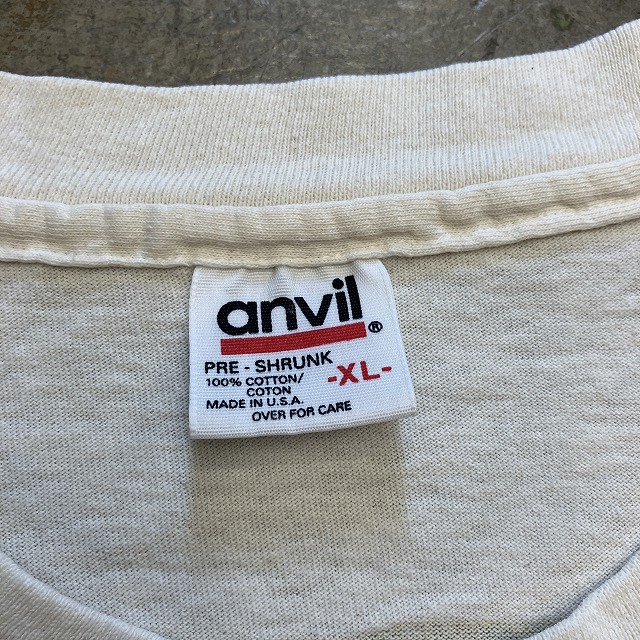 anvil®
PRE - SHRUNK
100% COTTON/
COTON
-XL-
MADE IN U.S.A.
OVER FOR CARE